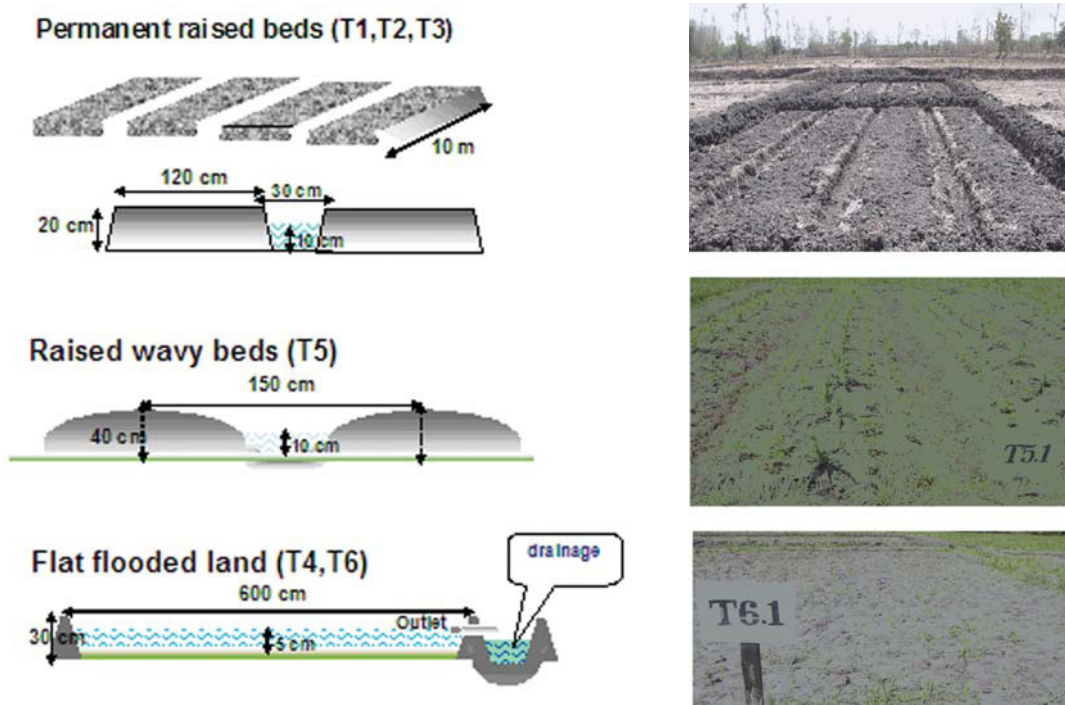 Permanent raised beds (T1,T2,T3)
10 m
120 cm
30 cm
20 cm
10 cm
Raised wavy beds (T5)
150 cm
40 cm
10 cm
T5.1
Flat flooded land (T4,T6)
drainage
600 cm
Outlet
30 cm
5 cm
T6.1